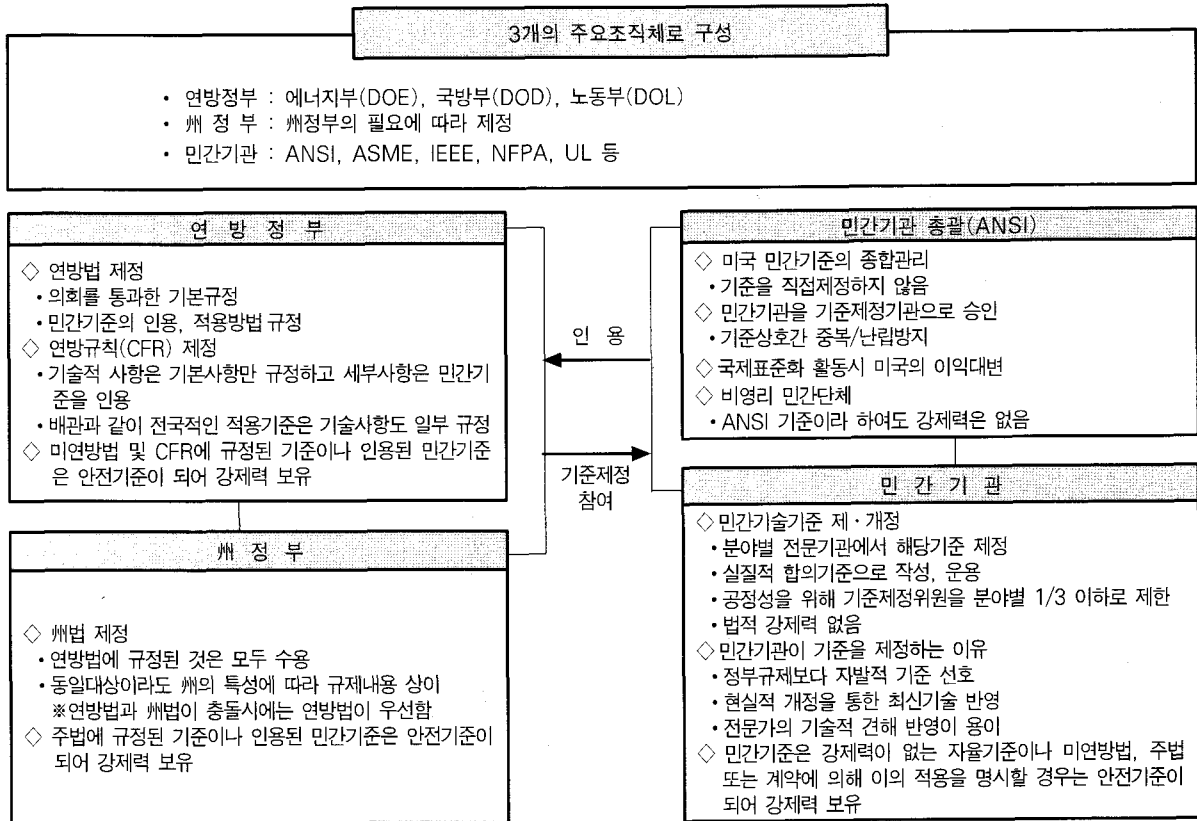 3개의 주요조직체로 구성
• 연방정부 : 에너지부(DOE), 국방부(DOD), 노동부(DOL)
• 州 정 부 : 州정부의 필요에 따라 제정
• 민간기관 : ANSI, ASME, IEEE, NFPA, UL 등
연 방 정 부
◇ 연방법 제정
• 의회를 통과한 기본규정
• 민간기준의 인용, 적용방법 규정
◇ 연방규칙(CFR) 제정
• 기술적 사항은 기본사항만 규정하고 세부사항은 민간기
준을 인용
• 배관과 같이 전국적인 적용기준은 기술사항도 일부 규정
◇ 미연방법 및 CFR에 규정된 기준이나 인용된 민간기준
은 안전기준이 되어 강제력 보유
州 정 부
◇ 州법 제정
• 연방법에 규정된 것은 모두 수용
• 동일대상이라도 州의 특성에 따라 규제내용 상이
※연방법과 州법이 충돌시에는 연방법이 우선함
◇ 주법에 규정된 기준이나 인용된 민간기준은 안전기준이
되어 강제력 보유
인 용
기준제정
참여
민간기관 총괄(ANSI)
◇ 미국 민간기준의 종합관리
• 기준을 직접제정하지 않음
◇ 민간기관을 기준제정기관으로 승인
• 기준상호간 중복/난립방지
◇ 국제표준화 활동시 미국의 이익대변
◇ 비영리 민간단체
• ANSI 기준이라 하여도 강제력은 없음
민 간 기 관
◇ 민간기술기준 제·개정
• 분야별 전문기관에서 해당기준 제정
• 실질적 합의기준으로 작성, 운용
• 공정성을 위해 기준제정위원을 분야별 1/3 이하로 제한
• 법적 강제력 없음
◇ 민간기관이 기준을 제정하는 이유
• 정부규제보다 자발적 기준 선호
• 현실적 개정을 통한 최신기술 반영
• 전문가의 기술적 견해 반영이 용이
◇ 민간기준은 강제력이 없는 자율기준이나 미연방법, 주법
또는 계약에 의해 이의 적용을 명시할 경우는 안전기준이
되어 강제력 보유